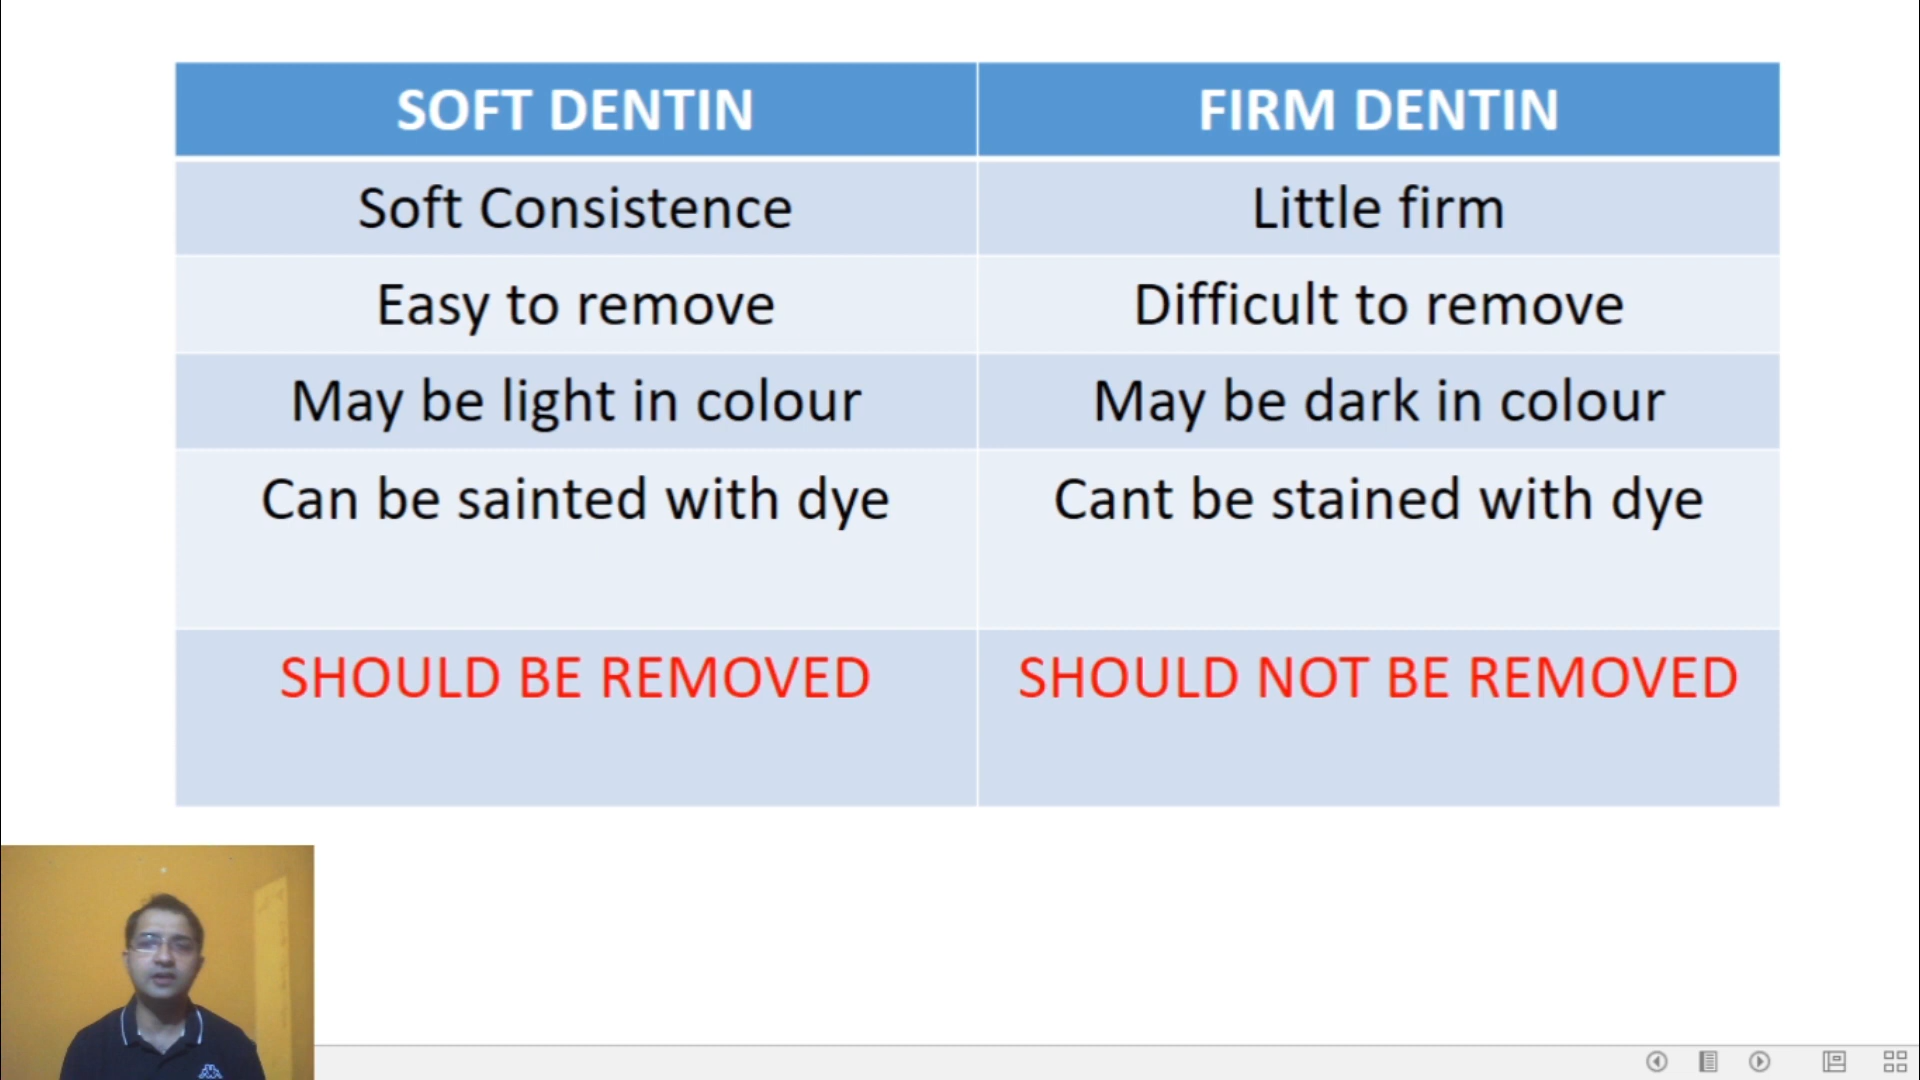 SOFT DENTIN FIRM DENTIN
Soft Consistence Little firm
Easy to remove Difficult to remove
May be light in colour May be dark in colour
Can be sainted with dye Cant be stained with dye
SHOULD BE REMOVED SHOULD NOT BE REMOVED